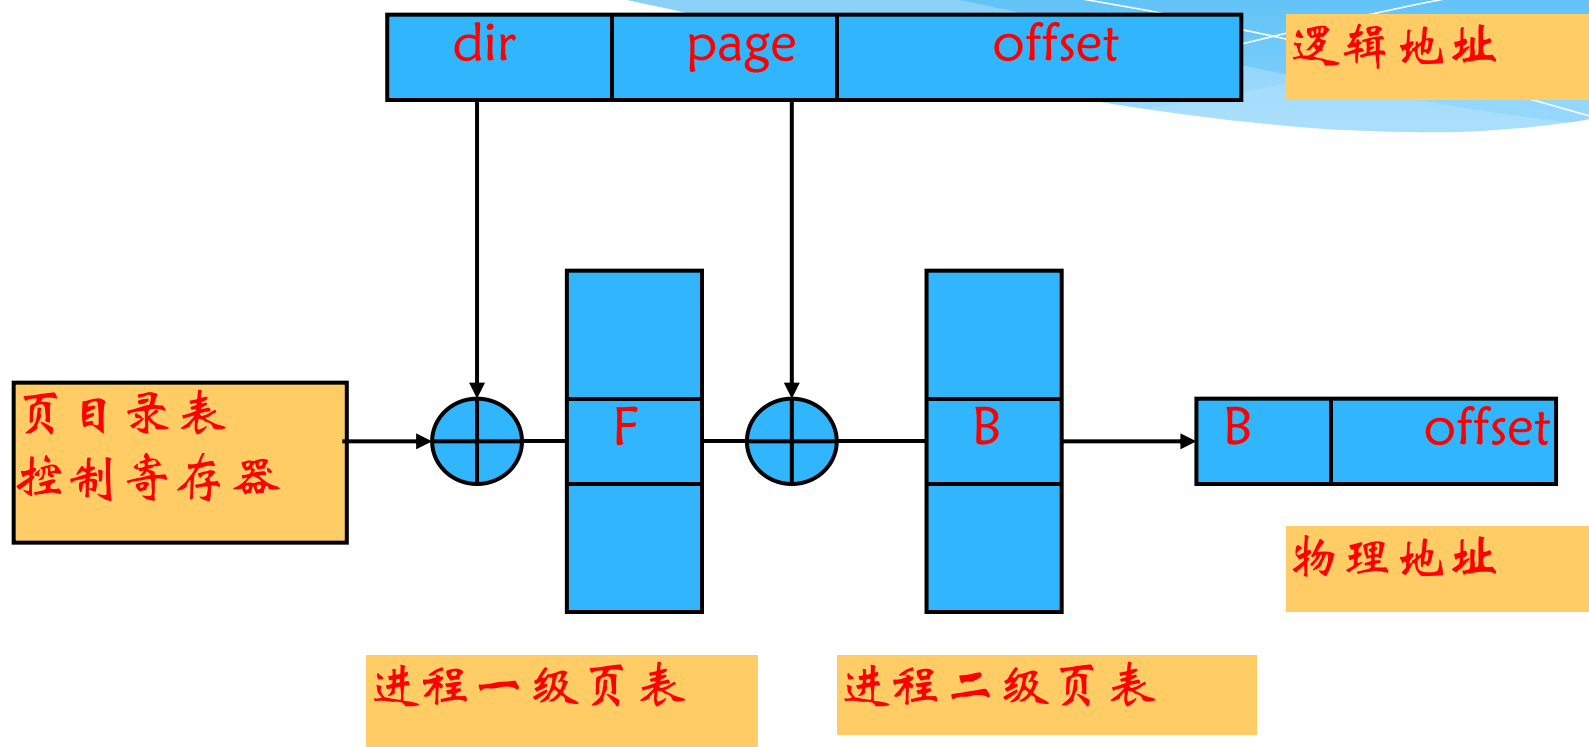 dir page offset
逻辑地址
页目录表
控制寄存器
F
B
B offset
物理地址
进程一级页表
进程二级页表